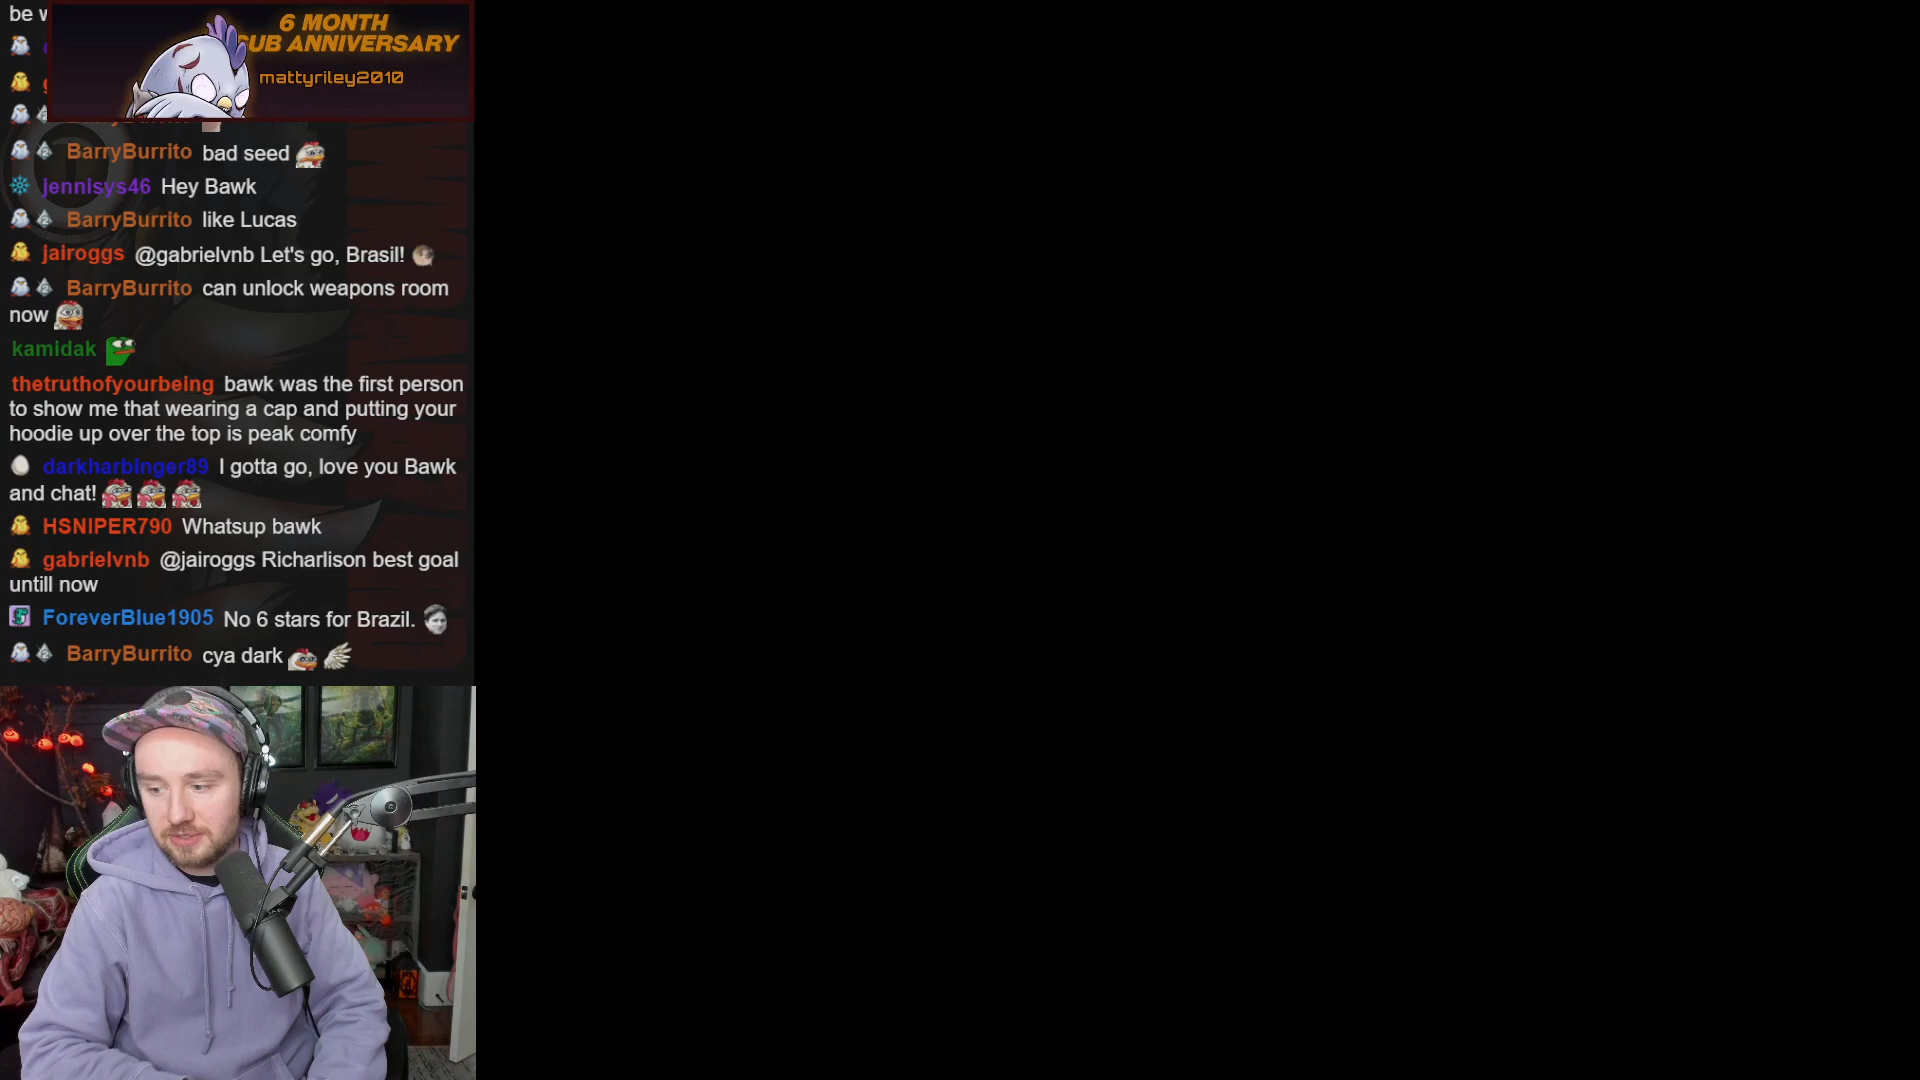 be
6 MONTH
SUB ANNIVERSARY
mattyriley2010
BarryBurrito bad seed
jennisys46 Hey Bawk
BarryBurrito like Lucas
jairoggs @gabrielvnb Let's go, Brasil!
BarryBurrito can unlock weapons room
now
kamidak
thetruthofyourbeing bawk was the first person
to show me that wearing a cap and putting your
hoodie up over the top is peak comfy
darkharbinger89 I gotta go, love you Bawk
and chat!
HSNIPER790 Whatsup bawk
gabrielvnb @jairoggs Richarlison best goal
untill now
ForeverBlue1905 No 6 stars for Brazil.
BarryBurrito cya dark